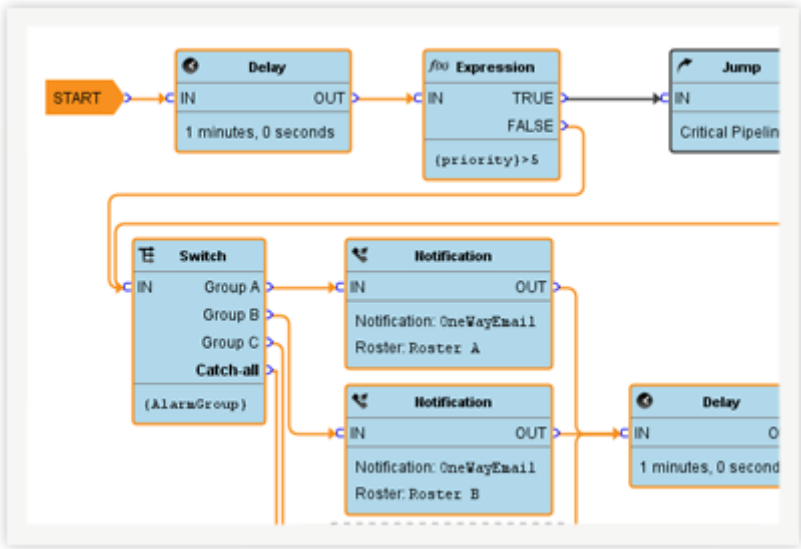 START
Delay
IN OUT
1 minutes, 0 seconds
f(x) Expression
IN TRUE
FALSE
{priority}>5
Jump
IN
Critical Pipelin
Switch
IN Group A
Group B
Group C
Catch-all
{AlarmGroup}
Notification
IN OUT
Notification: OneWayEmail
Roster: Roster A
Notification
IN OUT
Notification: OneWayEmail
Roster: Roster B
Delay
IN O
1 minutes, 0 second